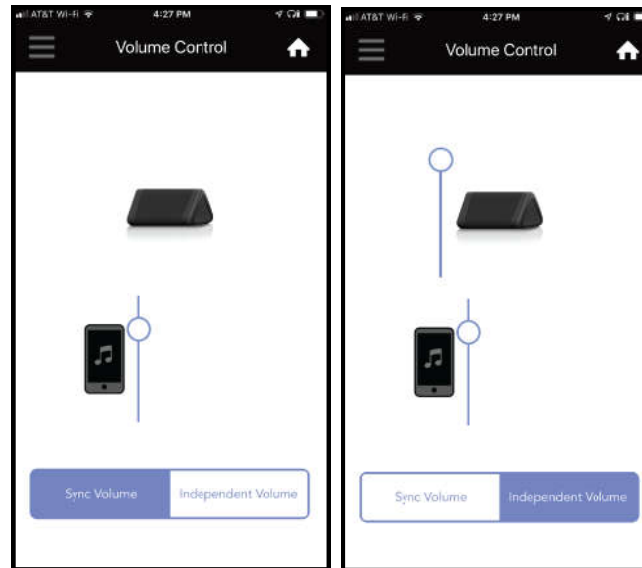 AT&T Wi-Fi 4:27 PM
Volume Control
Sync Volume Independent Volume
AT&T Wi-Fi 4:27 PM
Volume Control
Sync Volume Independent Volume